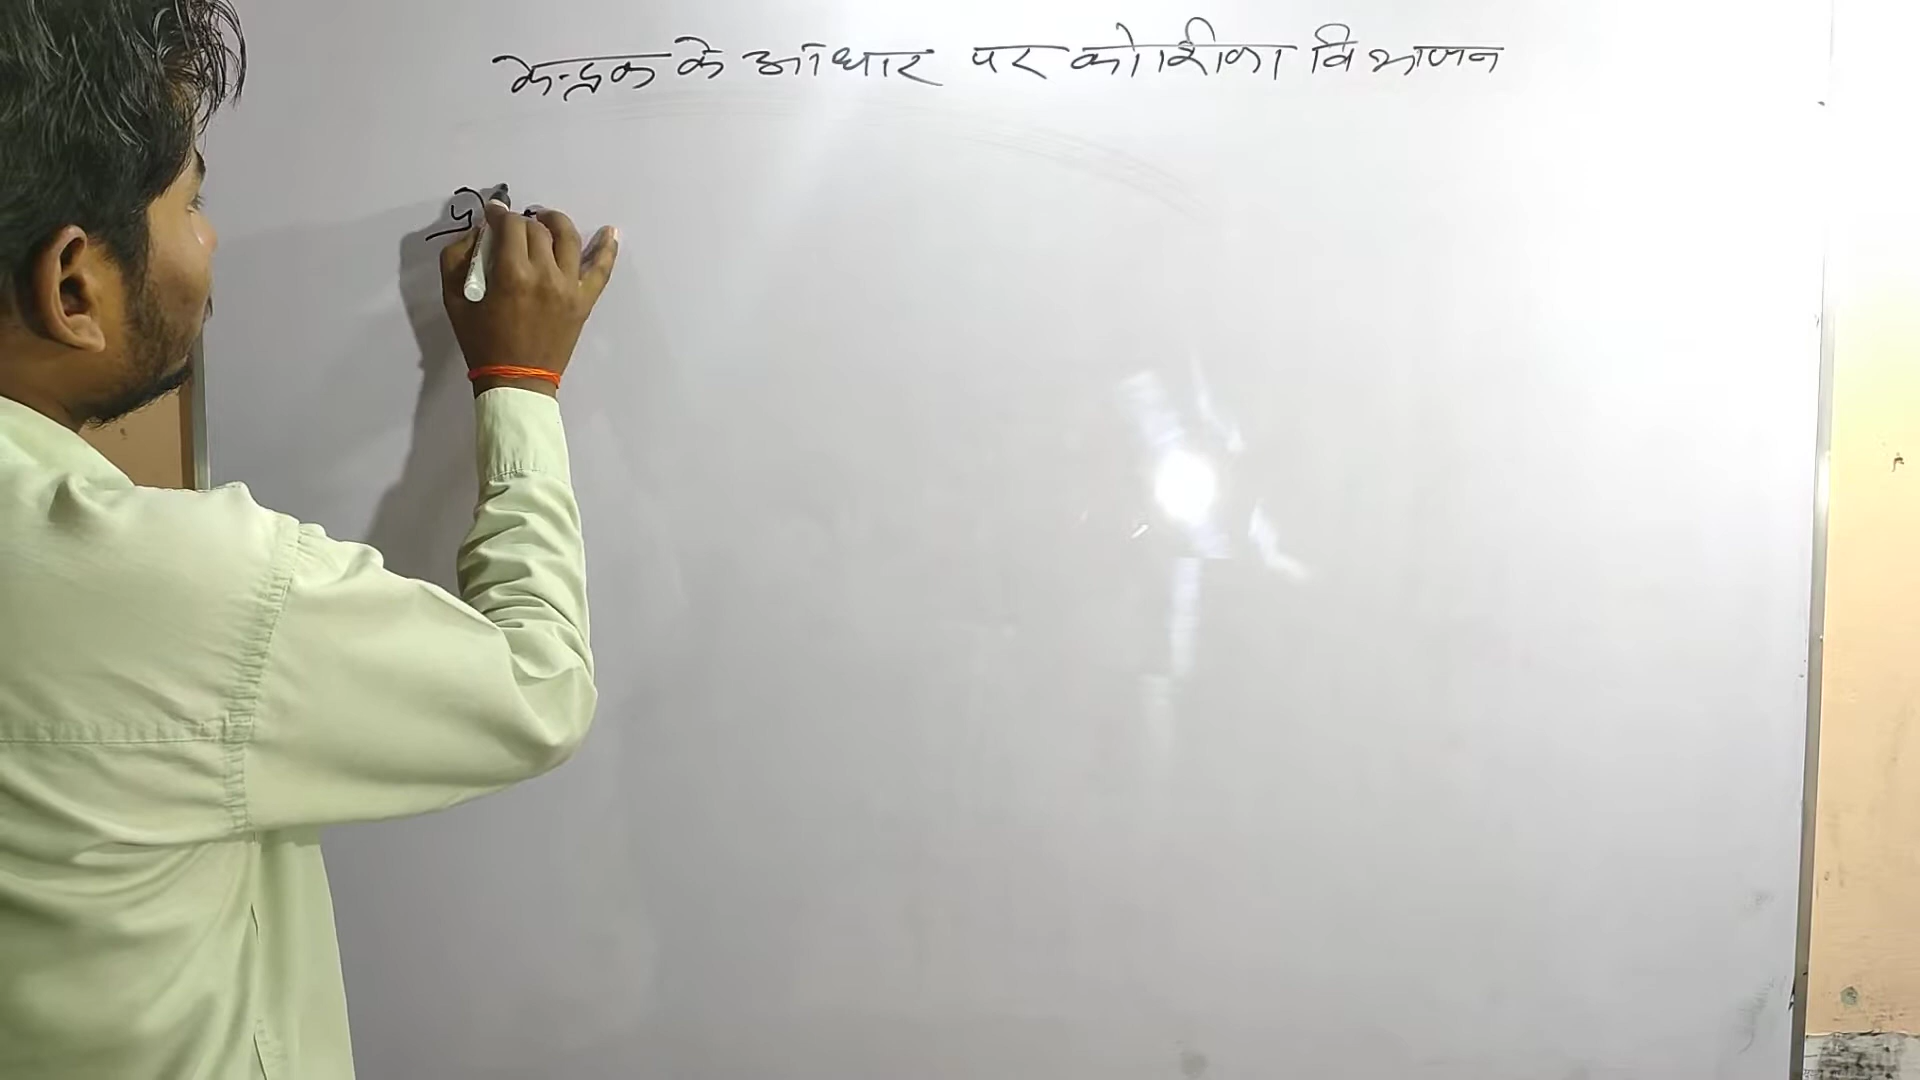 केन्द्रक के आधार पर कोशिका विभाजन